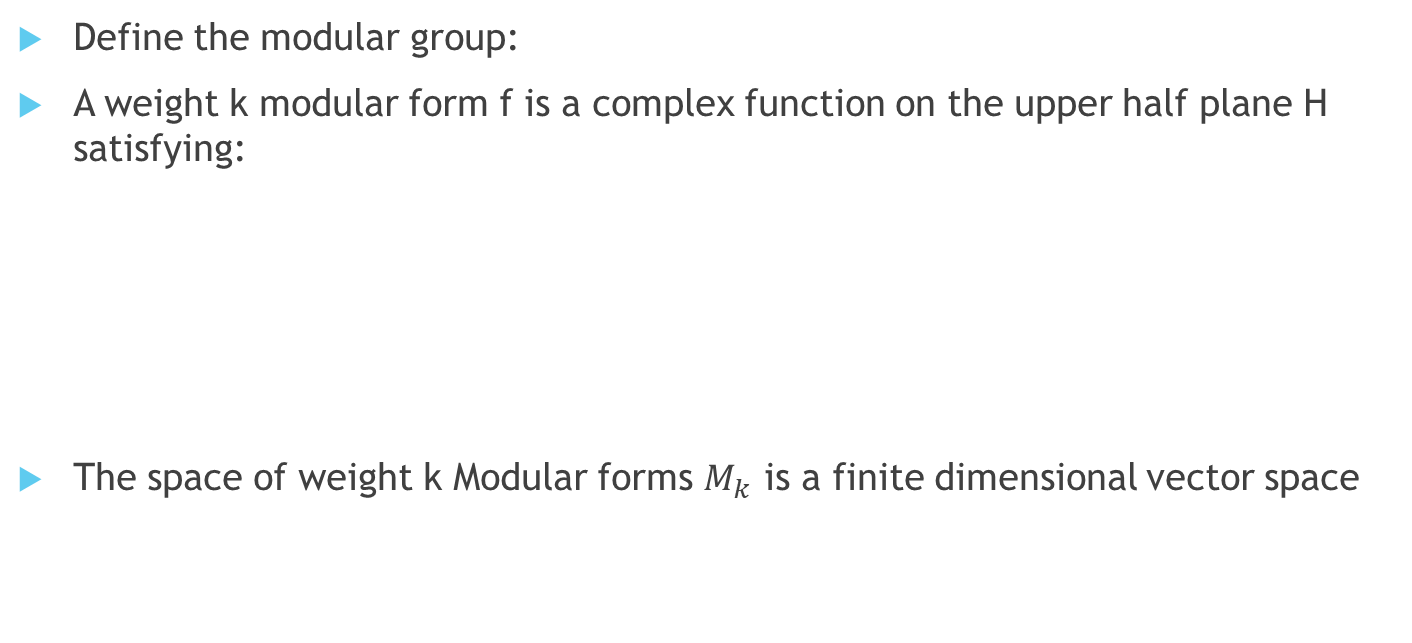 Define the modular group:
A weight k modular form f is a complex function on the upper half plane H
satisfying:
The space of weight k Modular forms M_k is a finite dimensional vector space